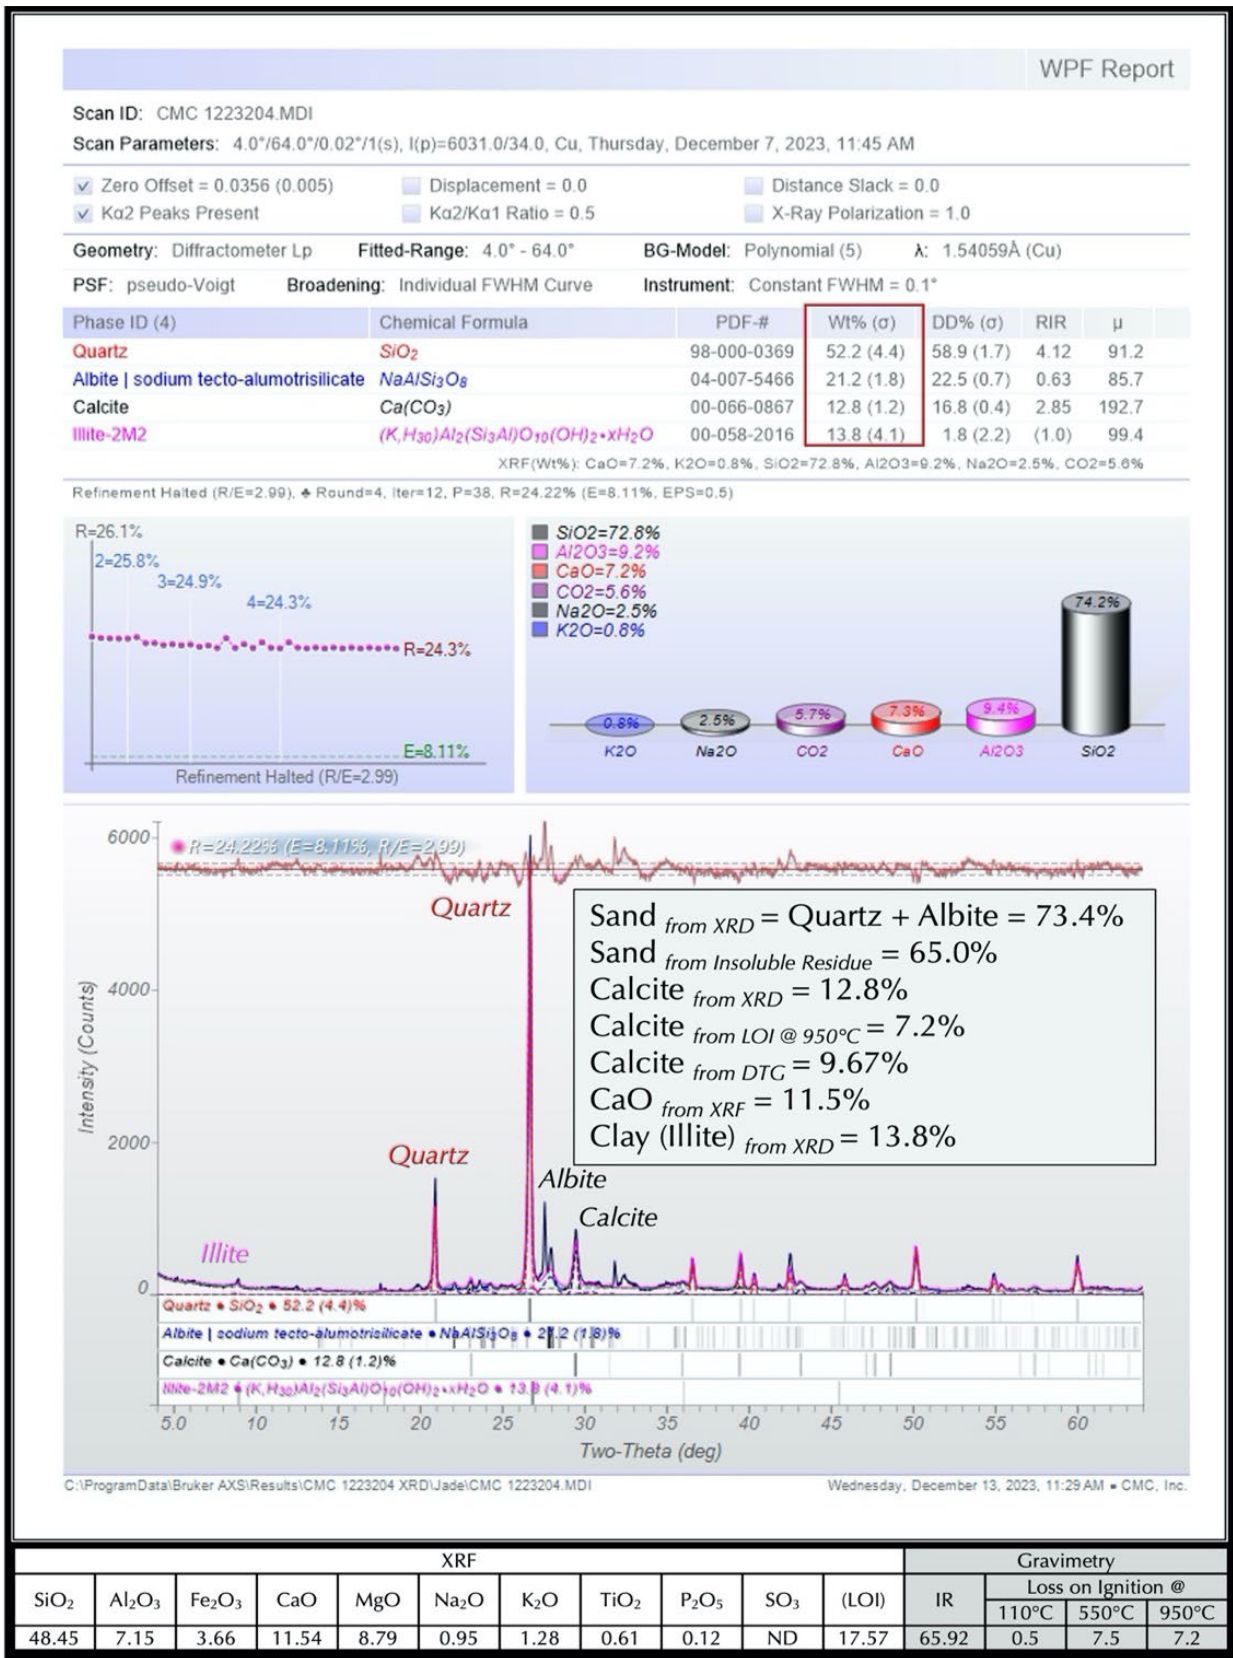 WPF Report
Scan ID: CMC 1223204.MDI
Scan Parameters: 4.0°/64.0°/0.02°/1(s), I(p)=6031.0/34.0, Cu, Thursday, December 7, 2023, 11:45 AM
Zero Offset = 0.0356 (0.005) Displacement = 0.0 Distance Slack = 0.0
Kα2 Peaks Present Kα2/Kα1 Ratio = 0.5 X-Ray Polarization = 1.0
Geometry: Diffractometer Lp Fitted-Range: 4.0° - 64.0° BG-Model: Polynomial (5) λ: 1.54059Å (Cu)
PSF: pseudo-Voigt Broadening: Individual FWHM Curve Instrument: Constant FWHM = 0.1°
Phase ID (4) Chemical Formula PDF-# Wt% (σ) DD% (σ) RIR µ
Quartz SiO₂ 98-000-0369 52.2 (4.4) 58.9 (1.7) 4.12 91.2
Albite | sodium tecto-alumotrisilicate NaAlSi₃O₈ 04-007-5466 21.2 (1.8) 22.5 (0.7) 0.63 85.7
Calcite Ca(CO₃) 00-066-0867 12.8 (1.2) 16.8 (0.4) 2.85 192.7
Illite-2M2 (K,H₃₀)Al₂(Si₃Al)O₁₀(OH)₂•xH₂O 00-058-2016 13.8 (4.1) 1.8 (2.2) (1.0) 99.4
XRF(Wt%): CaO=7.2%, K2O=0.8%, SiO2=72.8%, Al2O3=9.2%, Na2O=2.5%, CO2=5.6%
Refinement Halted (R/E=2.99), ♣ Round=4, Iter=12, P=38, R=24.22% (E=8.11%, EPS=0.5)
R=26.1%
2=25.8%
3=24.9%
4=24.3%
R=24.3%
E=8.11%
Refinement Halted (R/E=2.99)
SiO2=72.8%
Al2O3=9.2%
CaO=7.2%
CO2=5.6%
Na2O=2.5%
K2O=0.8%
0.8% 2.5% 5.7% 7.3% 9.4% 74.2%
K2O Na2O CO2 CaO Al2O3 SiO2
6000
R=24.22% (E=8.11%, R/E=2.99)
Quartz
Sand from XRD = Quartz + Albite = 73.4%
Sand from Insoluble Residue = 65.0%
Calcite from XRD = 12.8%
Calcite from LOI @ 950°C = 7.2%
Calcite from DTG = 9.67%
CaO from XRF = 11.5%
Clay (Illite) from XRD = 13.8%
4000
Intensity (Counts)
2000
Quartz
Albite
Calcite
Illite
0
Quartz • SiO₂ • 52.2 (4.4)%
Albite | sodium tecto-alumotrisilicate • NaAlSi₃O₈ • 21.2 (1.8)%
Calcite • Ca(CO₃) • 12.8 (1.2)%
Illite-2M2 • (K,H₃₀)Al₂(Si₃Al)O₁₀(OH)₂•xH₂O • 13.8 (4.1)%
5.0 10 15 20 25 30 35 40 45 50 55 60
Two-Theta (deg)
C:\ProgramData\Bruker AXS\Results\CMC 1223204 XRD\Jade\CMC 1223204.MDI Wednesday, December 13, 2023, 11:29 AM • CMC, Inc.
XRF Gravimetry
SiO₂ Al₂O₃ Fe₂O₃ CaO MgO Na₂O K₂O TiO₂ P₂O₅ SO₃ (LOI) IR Loss on Ignition @
110°C 550°C 950°C
48.45 7.15 3.66 11.54 8.79 0.95 1.28 0.61 0.12 ND 17.57 65.92 0.5 7.5 7.2